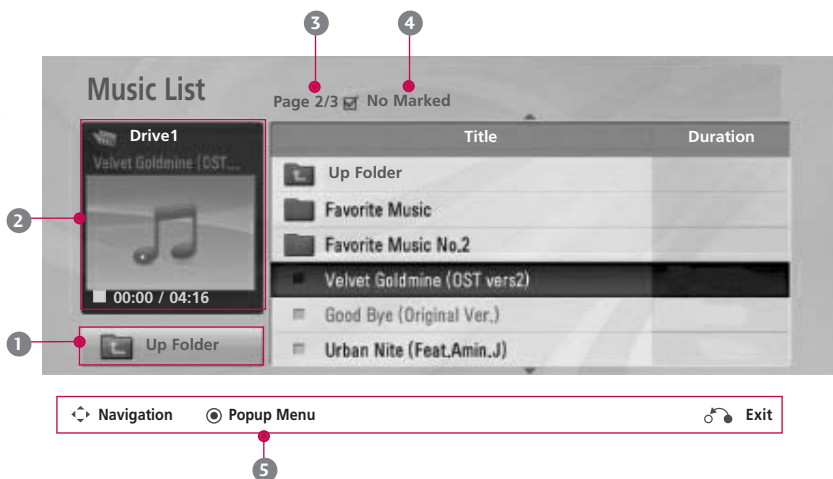 3 4
Music List
Page 2/3 No Marked
Drive1
Velvet Goldmine (OST...
00:00 / 04:16
Up Folder
Title Duration
Up Folder
Favorite Music
Favorite Music No.2
Velvet Goldmine (OST vers2)
Good Bye (Original Ver.)
Urban Nite (Feat.Amin.J)
2
1
Navigation Popup Menu Exit
5